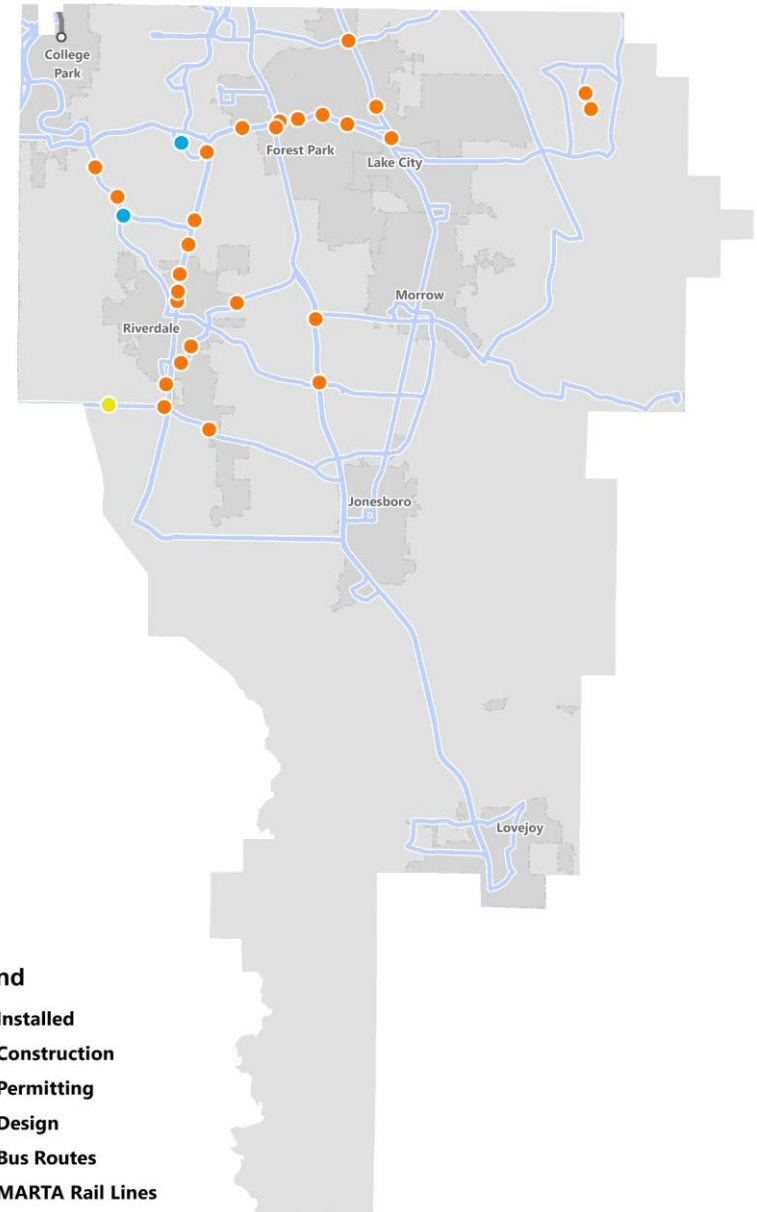 College
Park
Forest Park
Lake City
Morrow
Riverdale
Jonesboro
Lovejoy
nd
Installed
Construction
Permitting
Design
Bus Routes
MARTA Rail Lines